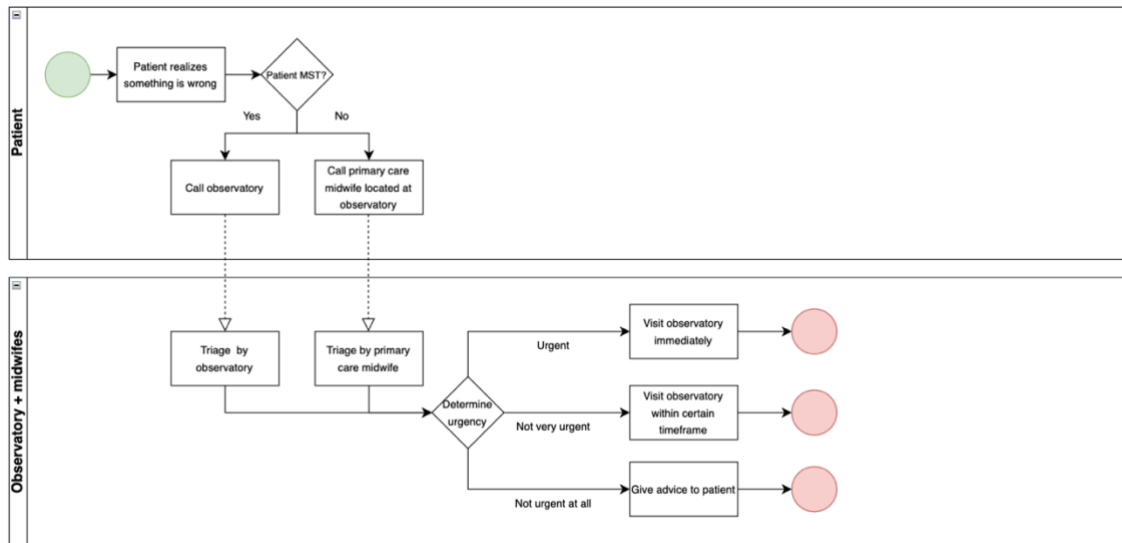 Patient
Patient realizes
something is wrong
Patient MST?
Yes
No
Call observatory
Call primary care
midwife located at
observatory
Observatory + midwifes
Triage by
observatory
Triage by primary
care midwife
Determine
urgency
Urgent
Visit observatory
immediately
Not very urgent
Visit observatory
within certain
timeframe
Not urgent at all
Give advice to patient